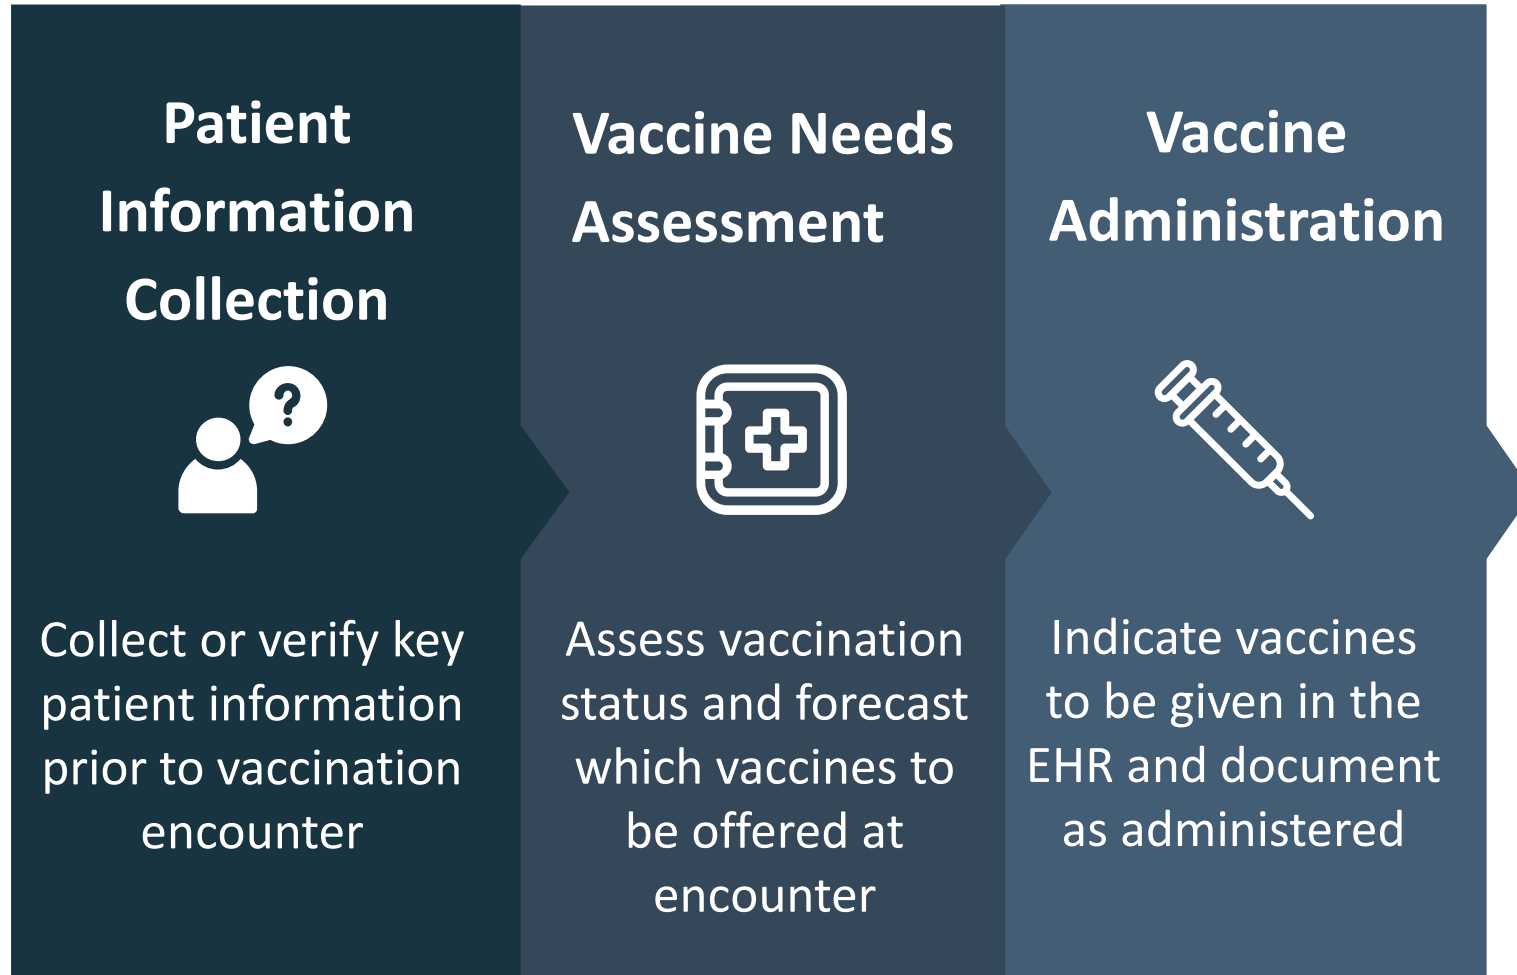 Patient
Information
Collection
?
Collect or verify key
patient information
prior to vaccination
encounter
Vaccine Needs
Assessment
Assess vaccination
status and forecast
which vaccines to
be offered at
encounter
Vaccine
Administration
Indicate vaccines
to be given in the
EHR and document
as administered